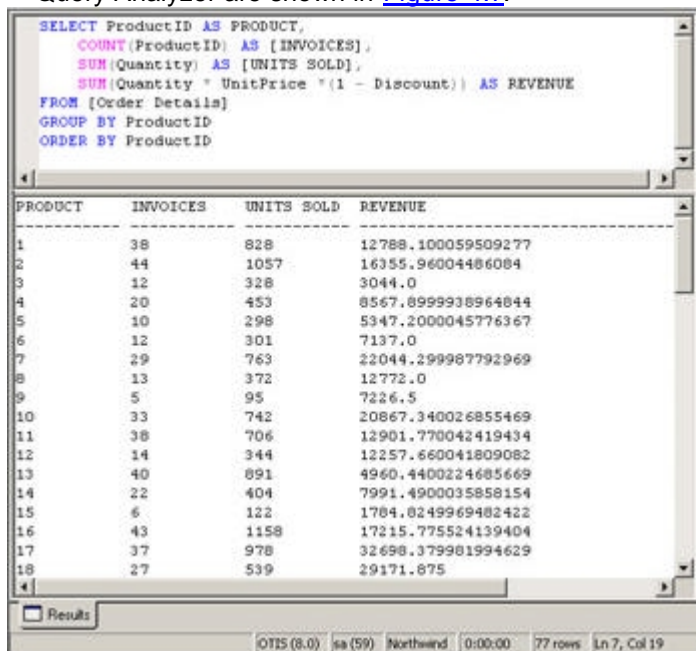 Query Analyzer are shown in Figure 4.7.
SELECT ProductID AS PRODUCT,
COUNT(ProductID) AS [INVOICES],
SUM(Quantity) AS [UNITS SOLD],
SUM(Quantity * UnitPrice *(1 - Discount)) AS REVENUE
FROM [Order Details]
GROUP BY ProductID
ORDER BY ProductID
PRODUCT INVOICES UNITS SOLD REVENUE
----------- ----------- ----------- -----------------------------------------------------
1 38 828 12788.100059509277
2 44 1057 16355.96004486084
3 12 328 3044.0
4 20 453 8567.8999938964844
5 10 298 5347.2000045776367
6 12 301 7137.0
7 29 763 22044.299987792969
8 13 372 12772.0
9 5 95 7226.5
10 33 742 20867.340026855469
11 38 706 12901.770042419434
12 14 344 12257.660041809082
13 40 891 4960.4400224685669
14 22 404 7991.4900035858154
15 6 122 1784.8249969482422
16 43 1158 17215.775524139404
17 37 978 32698.379981994629
18 27 539 29171.875
Results
OTIS (8.0) sa (59) Northwind 0:00:00 77 rows Ln 7, Col 19